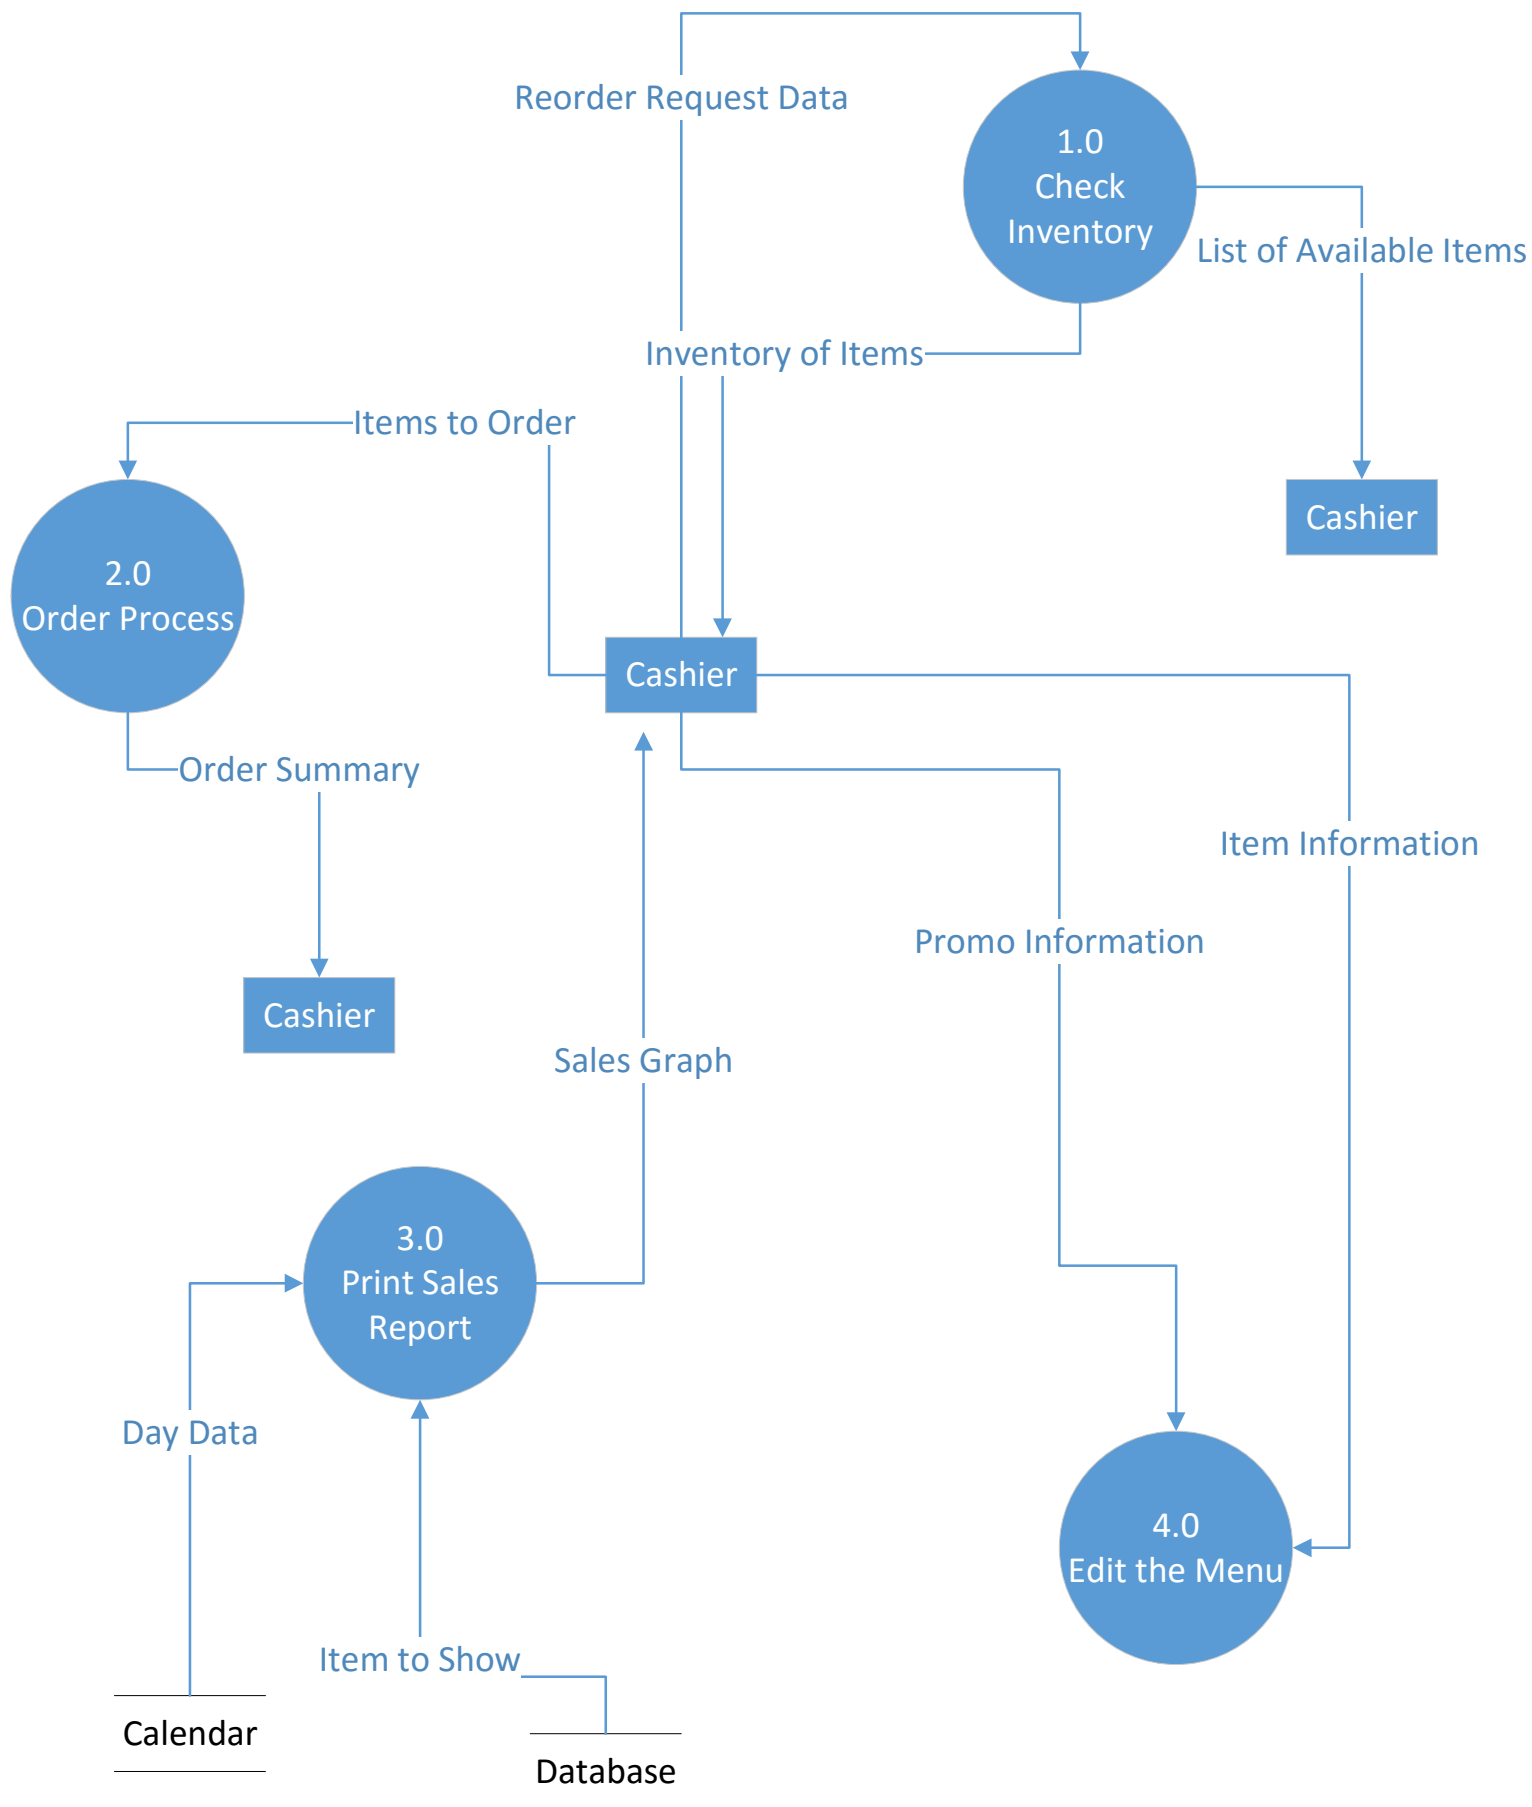 Reorder Request Data
1.0
Check
Inventory
List of Available Items
Inventory of Items
Items to Order
Cashier
2.0
Order Process
Cashier
Order Summary
Item Information
Promo Information
Cashier
Sales Graph
3.0
Print Sales
Report
Day Data
4.0
Edit the Menu
Item to Show
Calendar
Database